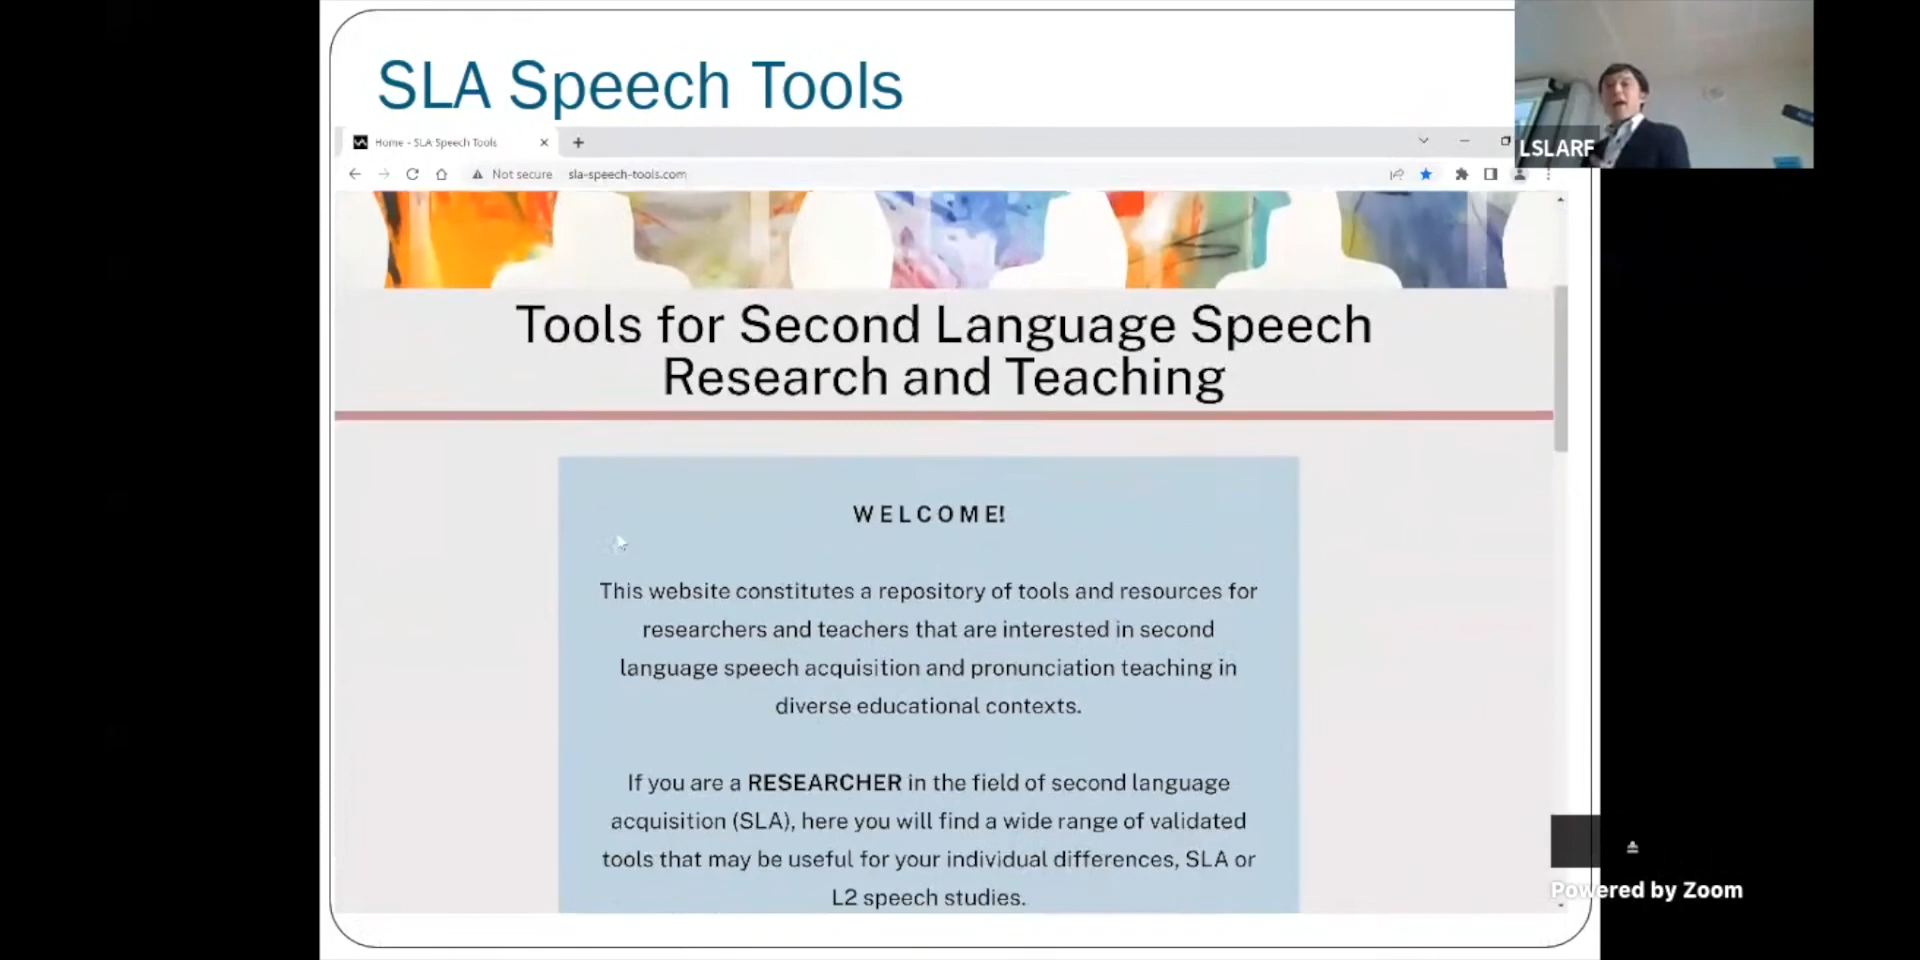 SLA Speech Tools
Home - SLA Speech Tools
Not secure sla-speech-tools.com
LSLARF
Tools for Second Language Speech
Research and Teaching
WELCOME!
This website constitutes a repository of tools and resources for
researchers and teachers that are interested in second
language speech acquisition and pronunciation teaching in
diverse educational contexts.
If you are a RESEARCHER in the field of second language
acquisition (SLA), here you will find a wide range of validated
tools that may be useful for your individual differences, SLA or
L2 speech studies.
Powered by Zoom